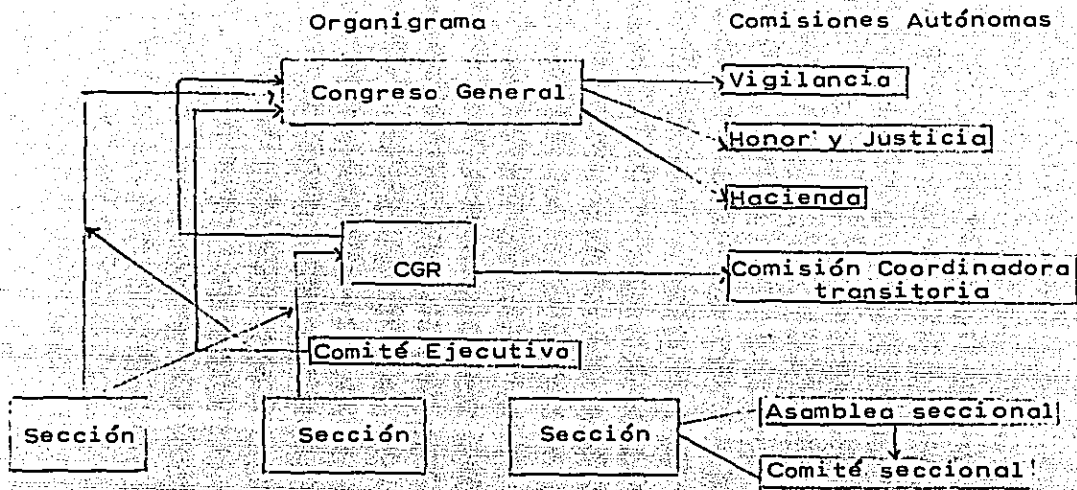 Organigrama
Comisiones Autónomas
Congreso General
Vigilancia
Honor y Justicia
Hacienda
CGR
Comisión Coordinadora
transitoria
Comité Ejecutivo
Sección
Sección
Sección
Asamblea seccional
Comité seccional